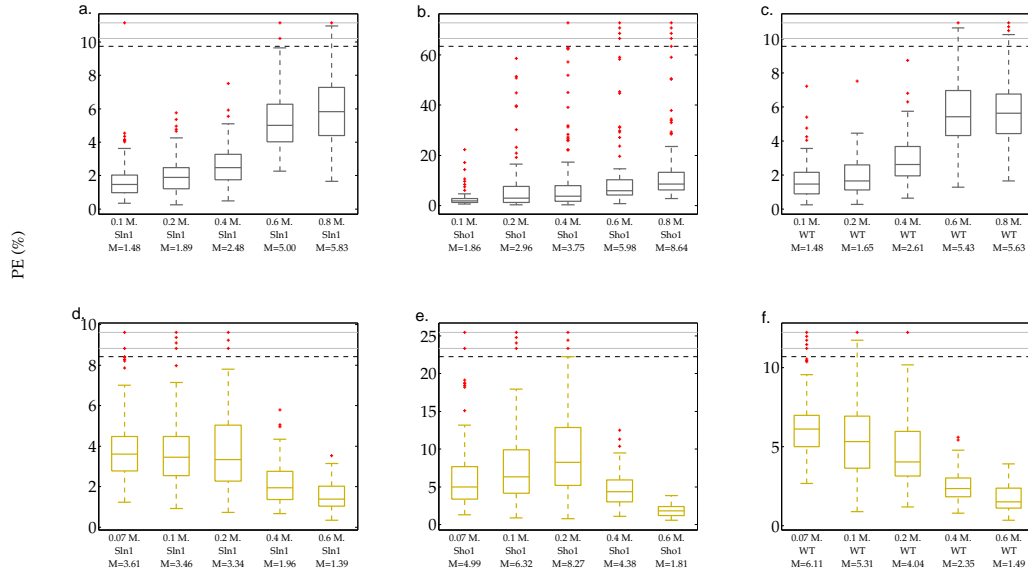 a.
10
8
6
4
2
0
0.1 M. 0.2 M. 0.4 M. 0.6 M. 0.8 M.
Sln1 Sln1 Sln1 Sln1 Sln1
M=1.48 M=1.89 M=2.48 M=5.00 M=5.83
b.
60
40
20
0
0.1 M. 0.2 M. 0.4 M. 0.6 M. 0.8 M.
Sho1 Sho1 Sho1 Sho1 Sho1
M=1.86 M=2.96 M=3.75 M=5.98 M=8.64
c.
10
8
6
4
2
0
0.1 M. 0.2 M. 0.4 M. 0.6 M. 0.8 M.
WT WT WT WT WT
M=1.48 M=1.65 M=2.61 M=5.43 M=5.63
PE (%)
d.
10
8
6
4
2
0
0.07 M. 0.1 M. 0.2 M. 0.4 M. 0.6 M.
Sln1 Sln1 Sln1 Sln1 Sln1
M=3.61 M=3.46 M=3.34 M=1.96 M=1.39
e.
25
20
15
10
5
0
0.07 M. 0.1 M. 0.2 M. 0.4 M. 0.6 M.
Sho1 Sho1 Sho1 Sho1 Sho1
M=4.99 M=6.32 M=8.27 M=4.38 M=1.81
f.
10
5
0
0.07 M. 0.1 M. 0.2 M. 0.4 M. 0.6 M.
WT WT WT WT WT
M=6.11 M=5.31 M=4.04 M=2.35 M=1.49